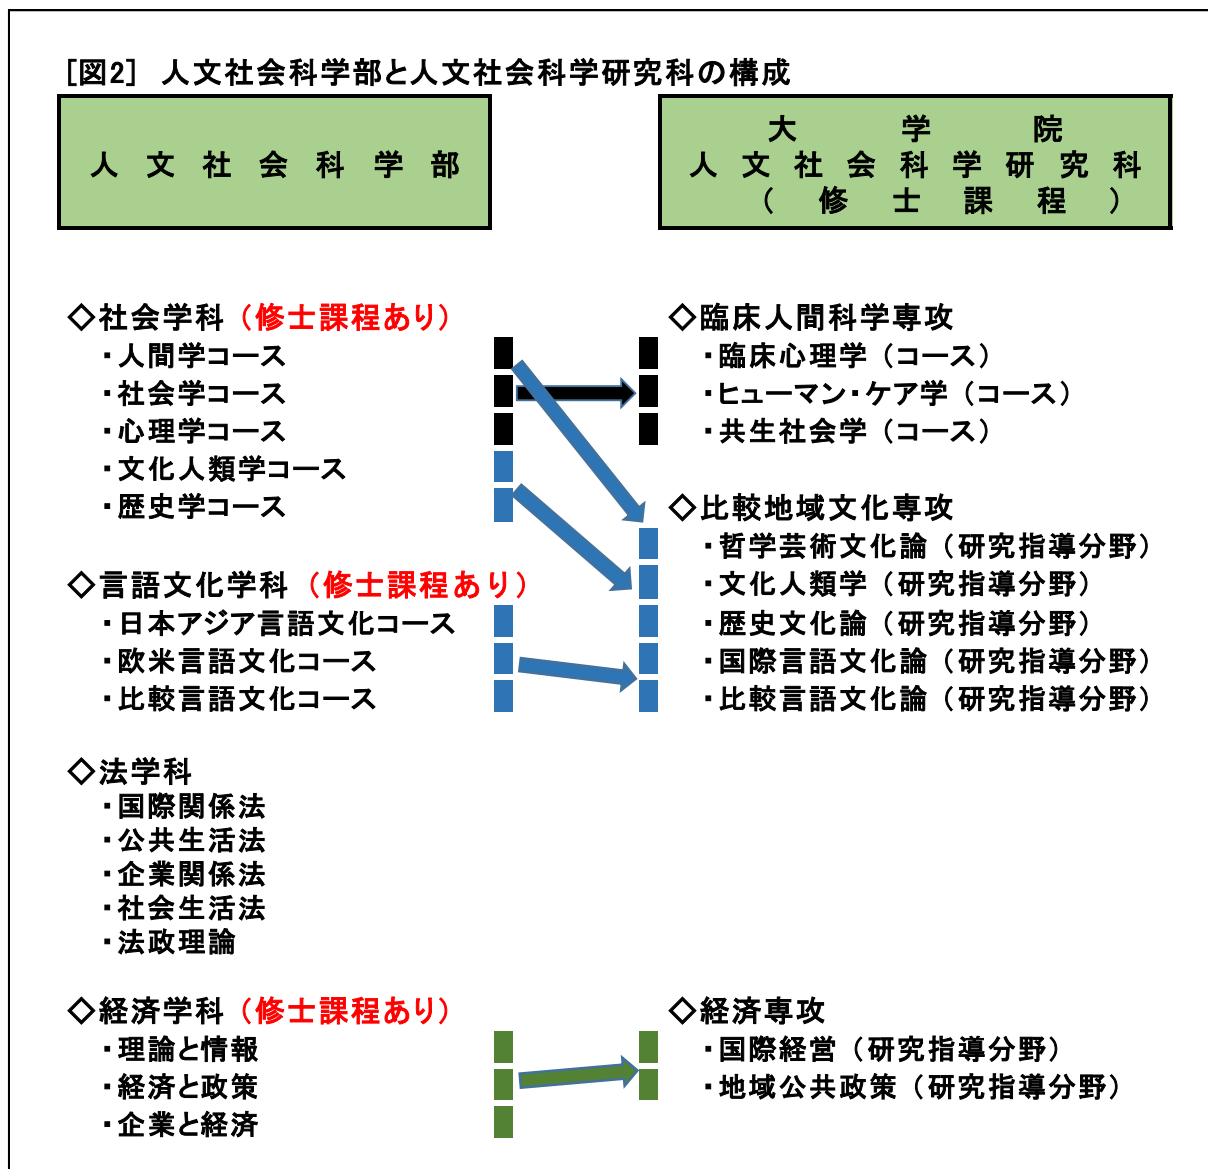 [図2] 人文社会科学部と人文社会科学研究科の構成
人文社会科学部
大学院
人文社会科学研究科
(修士課程)
◇社会学科(修士課程あり)
・人間学コース
・社会学コース
・心理学コース
・文化人類学コース
・歴史学コース
◇言語文化学科(修士課程あり)
・日本アジア言語文化コース
・欧米言語文化コース
・比較言語文化コース
◇法学科
・国際関係法
・公共生活法
・企業関係法
・社会生活法
・法政理論
◇経済学科(修士課程あり)
・理論と情報
・経済と政策
・企業と経済
◇臨床人間科学専攻
・臨床心理学(コース)
・ヒューマン・ケア学(コース)
・共生社会学(コース)
◇比較地域文化専攻
・哲学芸術文化論(研究指導分野)
・文化人類学(研究指導分野)
・歴史文化論(研究指導分野)
・国際言語文化論(研究指導分野)
・比較言語文化論(研究指導分野)
◇経済専攻
・国際経営(研究指導分野)
・地域公共政策(研究指導分野)